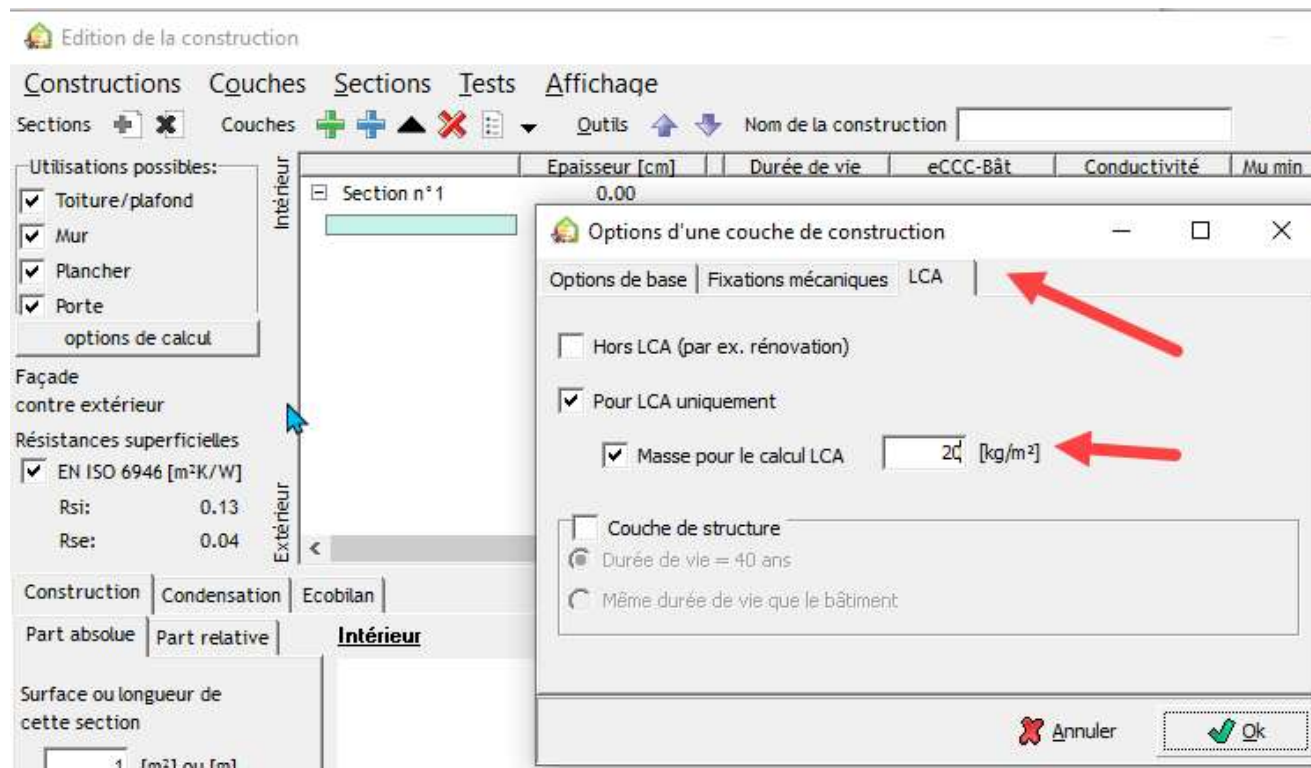 Edition de la construction
Constructions Couches Sections Tests Affichage
Sections Couches Outils Nom de la construction
Utilisations possibles:
Toiture/plafond
Mur
Plancher
Porte
options de calcul
Façade
contre extérieur
Résistances superficielles
EN ISO 6946 [m²K/W]
Rsi: 0.13
Rse: 0.04
Intérieur
Extérieur
Epaisseur [cm] Durée de vie eCCC-Bât Conductivité Mu min
Section n°1 0.00
Options d'une couche de construction
Options de base Fixations mécaniques LCA
Hors LCA (par ex. rénovation)
Pour LCA uniquement
Masse pour le calcul LCA 20 [kg/m²]
Couche de structure
Durée de vie = 40 ans
Même durée de vie que le bâtiment
Annuler Ok
Construction Condensation Ecobilan
Part absolue Part relative Intérieur
Surface ou longueur de
cette section
1 [m²] ou [m]